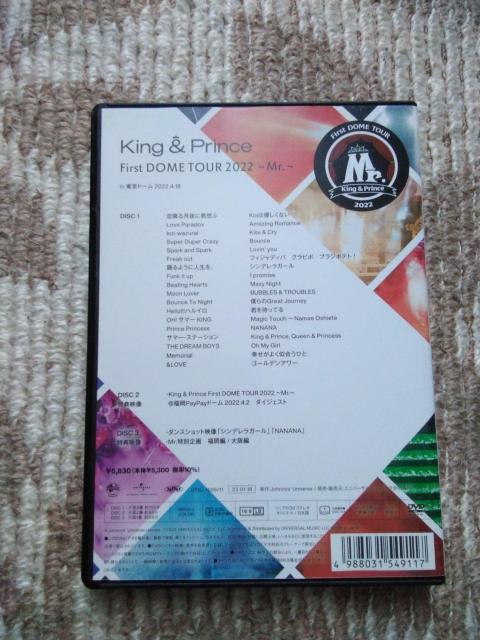 King & Prince
First DOME TOUR 2022 ~Mr.~
in 東京ドーム 2022.4.18
First DOME TOUR
Mr.
King & Prince
2022
DISC 1
恋降る月夜に君想ふ
Love Paradox
koi-wazurai
Super Duper Crazy
Spark and Spark
Freak out
踊るように人生を。
Funk it up
Beating Hearts
Moon Lover
Bounce To Night
Hello!!!ハルイロ
OH! サマー KING
Prince Princess
サマー・ステーション
THE DREAM BOYS
Memorial
&LOVE
Koiは優しくない
Amazing Romance
Kiss & Cry
Bounce
Lovin' you
フィジャディバ グラビボ ブラジポテト!
シンデレラガール
I promise
Mazy Night
BUBBLES & TROUBLES
僕らのGreat Journey
君を待ってる
Magic Touch ~ Namae Oshiete
NANANA
King & Prince, Queen & Princess
Oh My Girl
幸せがよく似合うひと
ゴールデンアワー
DISC 2
特典映像
・King & Prince First DOME TOUR 2022 ~Mr.~
@福岡PayPayドーム 2022.4.2 ダイジェスト
DISC 3
特典映像
・ダンスショット映像「シンデレラガール」「NANANA」
・Mr.特別企画 福岡編/大阪編
¥5,830(本体¥5,300 税率10%)
DVD
4 988031 549117